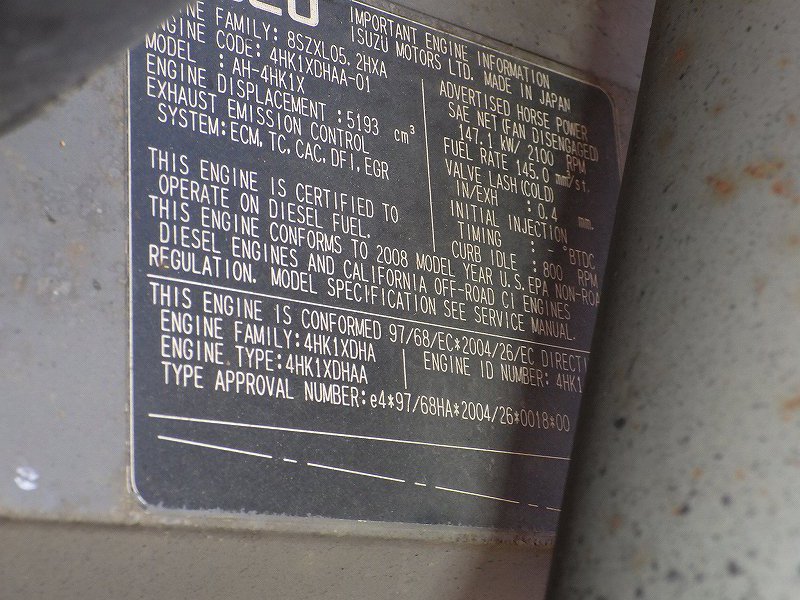 IMPORTANT ENGINE INFORMATION
ISUZU MOTORS LTD. MADE IN JAPAN
ENGINE FAMILY: 8SZXL05.2HXA
ENGINE CODE: 4HK1XDHAA-01
MODEL : AH-4HK1X
ENGINE DISPLACEMENT :5193 cm³
EXHAUST EMISSION CONTROL
SYSTEM:ECM,TC,CAC,DFI,EGR
ADVERTISED HORSE POWER
SAE NET(FAN DISENGAGED)
147.1 kW/ 2100 RPM
FUEL RATE 145.0 mm³/st.
VALVE LASH(COLD)
IN/EXH : 0.4 mm.
INITIAL INJECTION
TIMING : - °BTDC
CURB IDLE : 800 RPM
THIS ENGINE IS CERTIFIED TO
OPERATE ON DIESEL FUEL.
THIS ENGINE CONFORMS TO 2008 MODEL YEAR U.S.EPA NON-ROA
DIESEL ENGINES AND CALIFORNIA OFF-ROAD CI ENGINES
REGULATION. MODEL SPECIFICATION SEE SERVICE MANUAL.
THIS ENGINE IS CONFORMED 97/68/EC*2004/26/EC DIRECTI
ENGINE FAMILY:4HK1XDHA
ENGINE TYPE:4HK1XDHAA
ENGINE ID NUMBER: 4HK1
TYPE APPROVAL NUMBER:e4*97/68HA*2004/26*0018*00